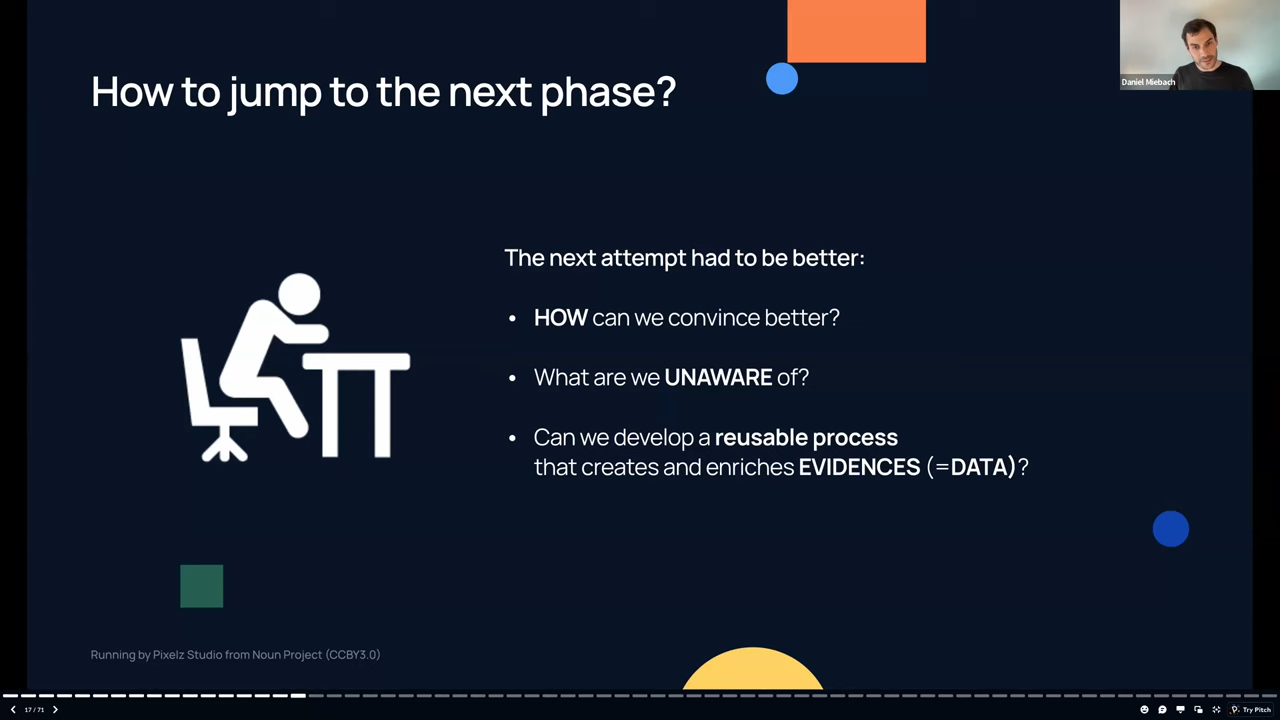 Daniel Miebach
How to jump to the next phase?
The next attempt had to be better:
• HOW can we convince better?
• What are we UNAWARE of?
• Can we develop a reusable process
that creates and enriches EVIDENCES (=DATA)?
Running by Pixelz Studio from Noun Project (CCBY3.0)
17 / 71
Try Pitch